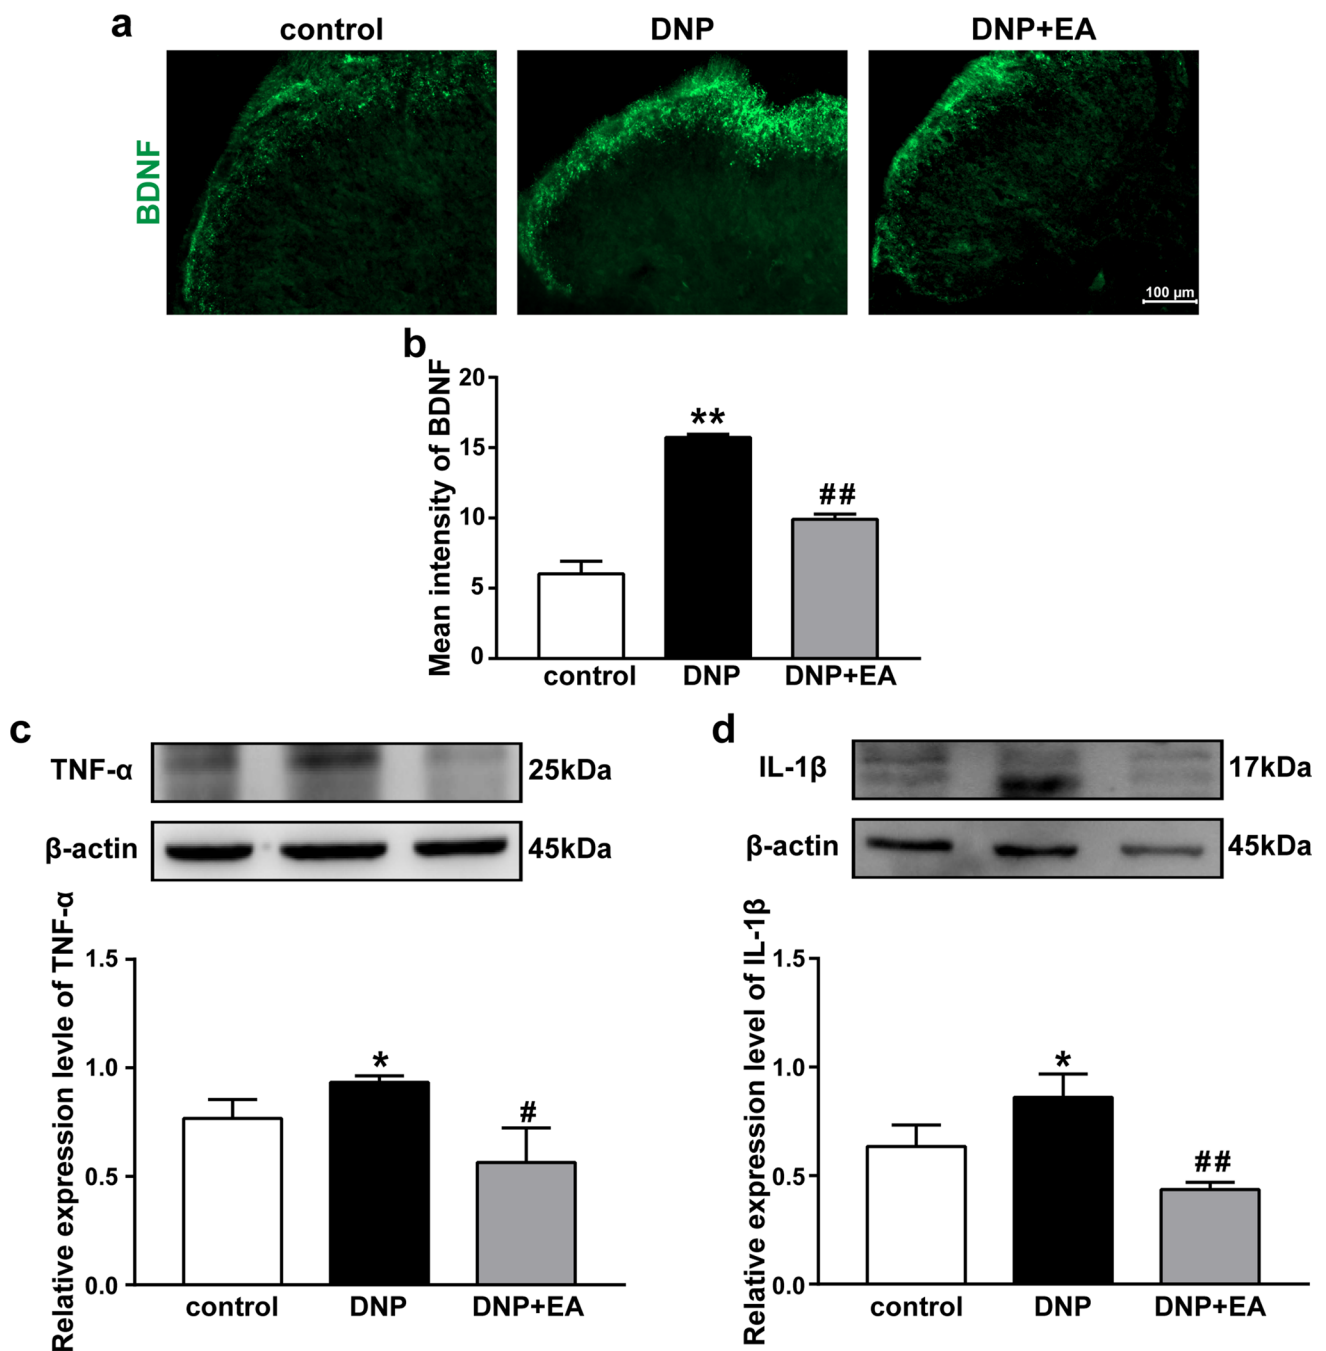 a
control DNP DNP+EA
BDNF
100 μm
b
Mean intensity of BDNF
20
15
10
5
0
**
##
control DNP DNP+EA
c
TNF-α 25kDa
β-actin 45kDa
Relative expression levle of TNF-α
1.5
1.0
0.5
0.0
*
#
control DNP DNP+EA
d
IL-1β 17kDa
β-actin 45kDa
Relative expression level of IL-1β
1.5
1.0
0.5
0.0
*
##
control DNP DNP+EA